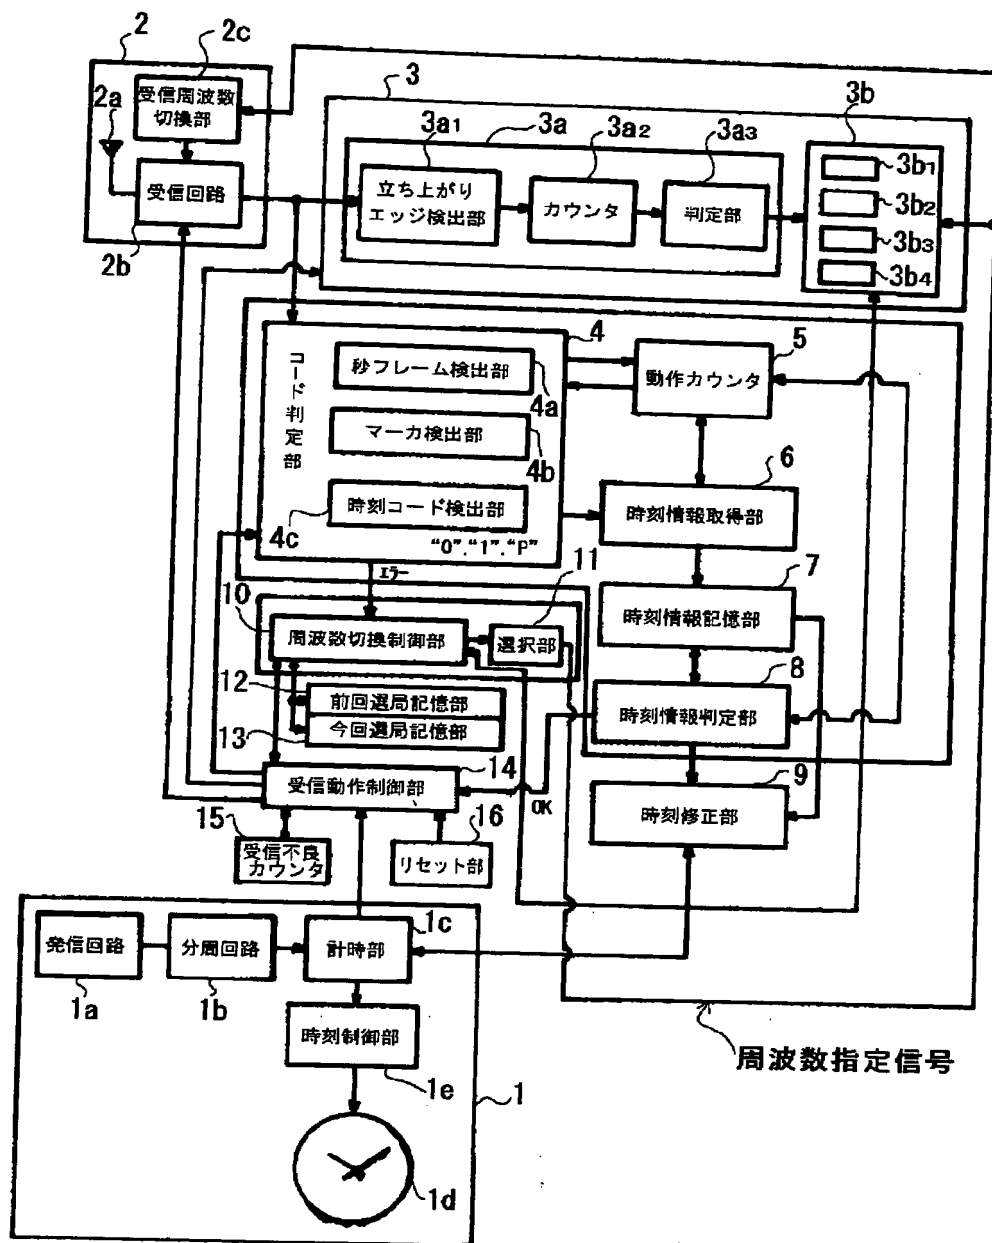 2
2c
2a
受信周波数
切換部
受信回路
2b
3
3a1
3a
3a2
3a3
3b
立ち上がり
エッジ検出部
カウンタ
判定部
3b1
3b2
3b3
3b4
4
コード判定部
秒フレーム検出部
4a
マーカ検出部
4b
時刻コード検出部
4c
"0"."1"."P"
5
動作カウンタ
6
時刻情報取得部
7
時刻情報記憶部
8
時刻情報判定部
9
時刻修正部
エラー
10
周波数切換制御部
11
選択部
12
前回選局記憶部
13
今回選局記憶部
14
受信動作制御部
OK
15
受信不良
カウンタ
16
リセット部
発信回路
1a
分周回路
1b
1c
計時部
時刻制御部
1e
1
1d
周波数指定信号